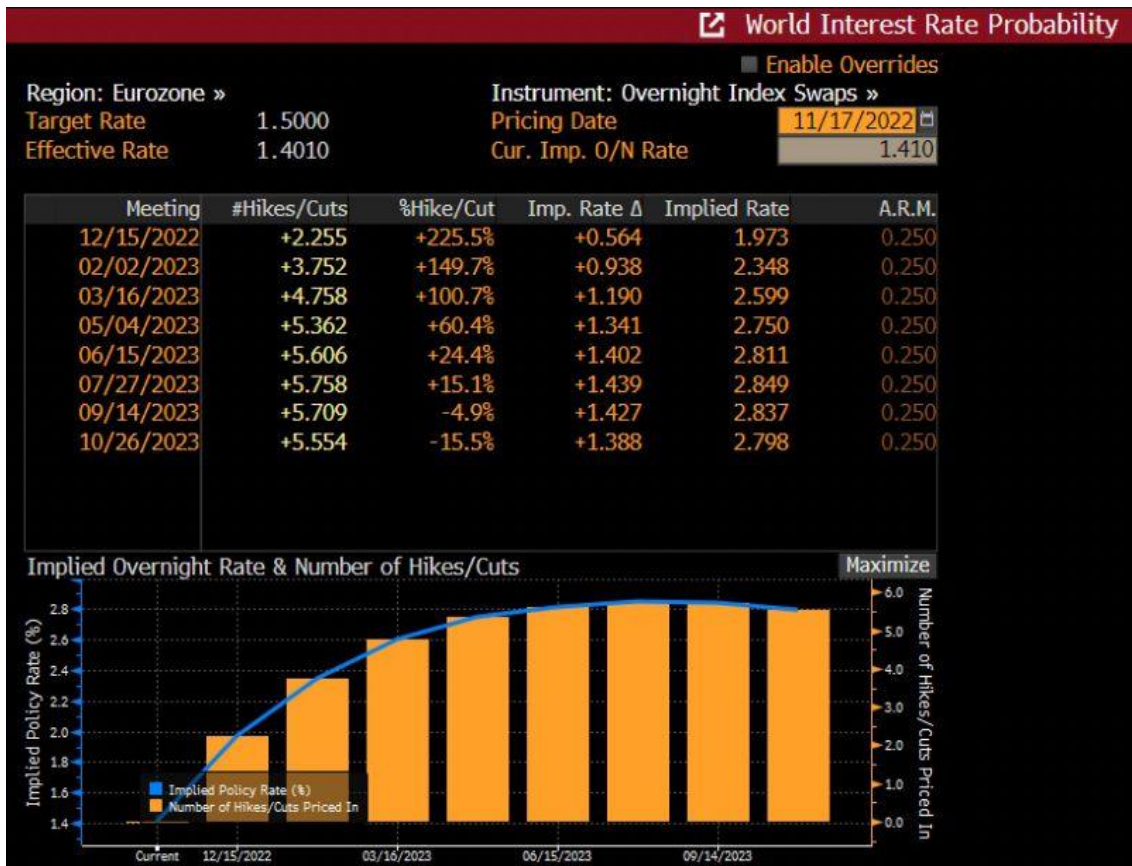 World Interest Rate Probability
Enable Overrides
Region: Eurozone » Instrument: Overnight Index Swaps »
Target Rate 1.5000 Pricing Date 11/17/2022
Effective Rate 1.4010 Cur. Imp. O/N Rate 1.410
Meeting #Hikes/Cuts %Hike/Cut Imp. Rate Δ Implied Rate A.R.M.
12/15/2022 +2.255 +225.5% +0.564 1.973 0.250
02/02/2023 +3.752 +149.7% +0.938 2.348 0.250
03/16/2023 +4.758 +100.7% +1.190 2.599 0.250
05/04/2023 +5.362 +60.4% +1.341 2.750 0.250
06/15/2023 +5.606 +24.4% +1.402 2.811 0.250
07/27/2023 +5.758 +15.1% +1.439 2.849 0.250
09/14/2023 +5.709 -4.9% +1.427 2.837 0.250
10/26/2023 +5.554 -15.5% +1.388 2.798 0.250
Implied Overnight Rate & Number of Hikes/Cuts Maximize
Implied Policy Rate (%)
2.8
2.6
2.4
2.2
2.0
1.8
1.6
1.4
Implied Policy Rate (%)
Number of Hikes/Cuts Priced In
6.0
5.0
4.0
3.0
2.0
1.0
0.0
Number of Hikes/Cuts Priced In
Current 12/15/2022 03/16/2023 06/15/2023 09/14/2023